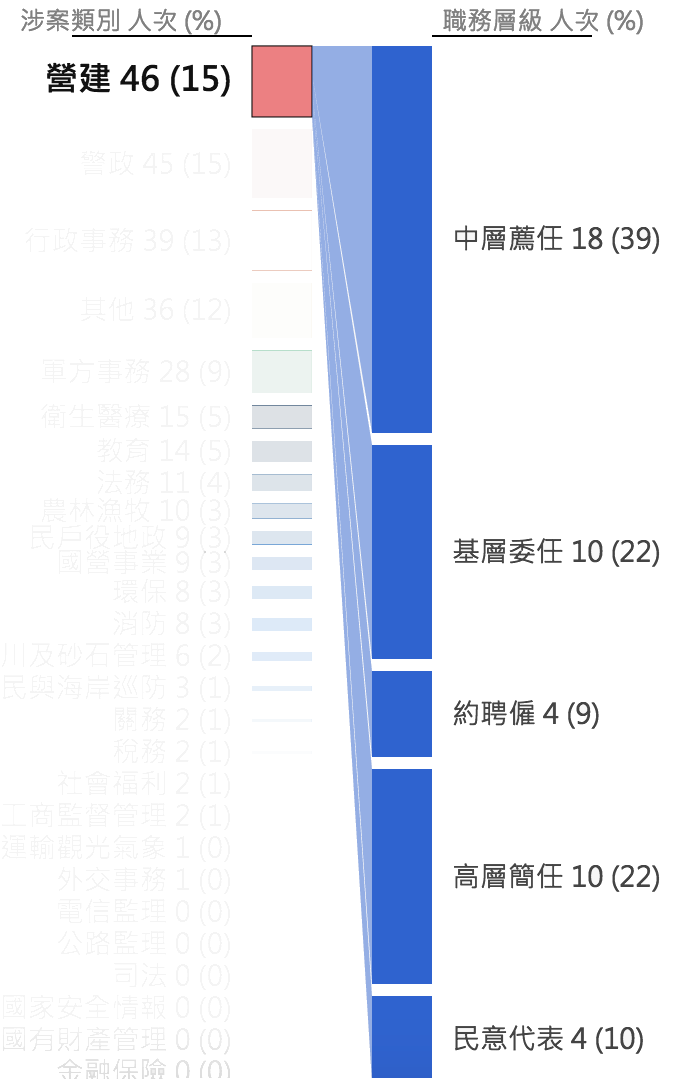 涉案類別 人次 (%)
職務層級 人次 (%)
營建 46 (15)
警政 45 (15)
行政事務 39 (13)
其他 36 (12)
軍方事務 28 (9)
衛生醫療 15 (5)
教育 14 (5)
法務 11 (4)
農林漁牧 10 (3)
民戶役地政 9 (3)
國營事業 9 (3)
環保 8 (3)
消防 8 (3)
川及砂石管理 6 (2)
民與海岸巡防 3 (1)
關務 2 (1)
稅務 2 (1)
社會福利 2 (1)
工商監督管理 2 (1)
運輸觀光氣象 1 (0)
外交事務 1 (0)
電信監理 0 (0)
公路監理 0 (0)
司法 0 (0)
國家安全情報 0 (0)
國有財產管理 0 (0)
金融保險 0 (0)
中層薦任 18 (39)
基層委任 10 (22)
約聘僱 4 (9)
高層簡任 10 (22)
民意代表 4 (10)